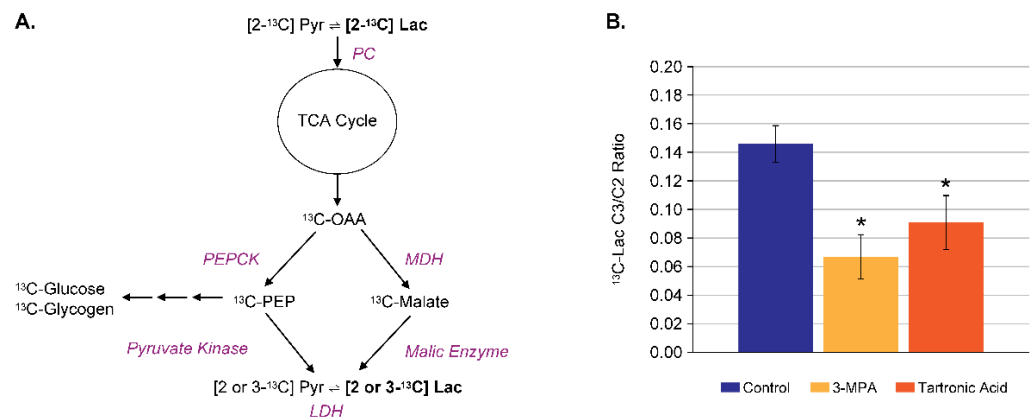 A.
[2-¹³C] Pyr ⇌ [2-¹³C] Lac
PC
TCA Cycle
¹³C-OAA
PEPCK
MDH
¹³C-Glucose
¹³C-Glycogen
¹³C-PEP
¹³C-Malate
Pyruvate Kinase
Malic Enzyme
[2 or 3-¹³C] Pyr ⇌ [2 or 3-¹³C] Lac
LDH
B.
¹³C-Lac C3/C2 Ratio
0.20
0.18
0.16
0.14
0.12
0.10
0.08
0.06
0.04
0.02
0.00
*
*
Control
3-MPA
Tartronic Acid